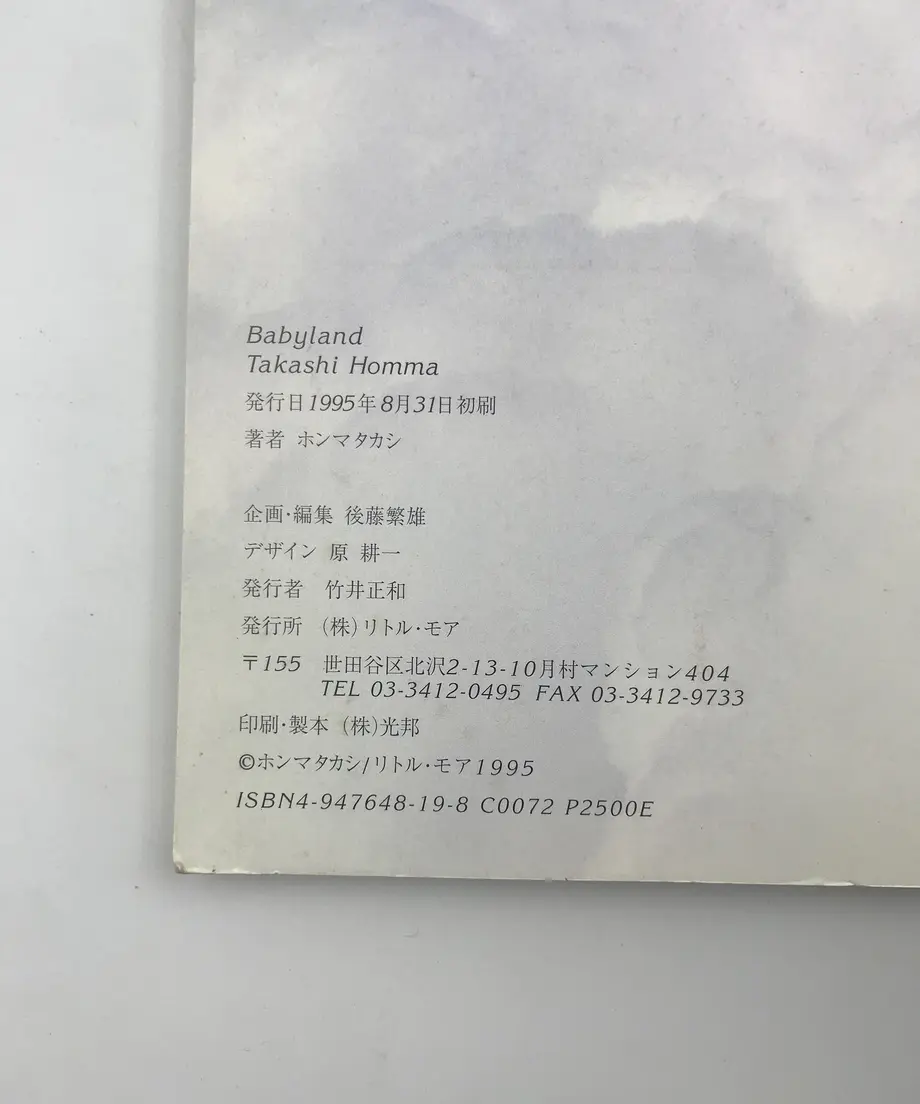 Babyland
Takashi Homma
発行日1995年8月31日初刷
著者 ホンマタカシ
企画・編集 後藤繁雄
デザイン 原 耕一
発行者 竹井正和
発行所 (株)リトル・モア
〒155 世田谷区北沢2-13-10月村マンション404
TEL 03-3412-0495 FAX 03-3412-9733
印刷・製本 (株)光邦
©ホンマタカシ/リトル・モア1995
ISBN4-947648-19-8 C0072 P2500E